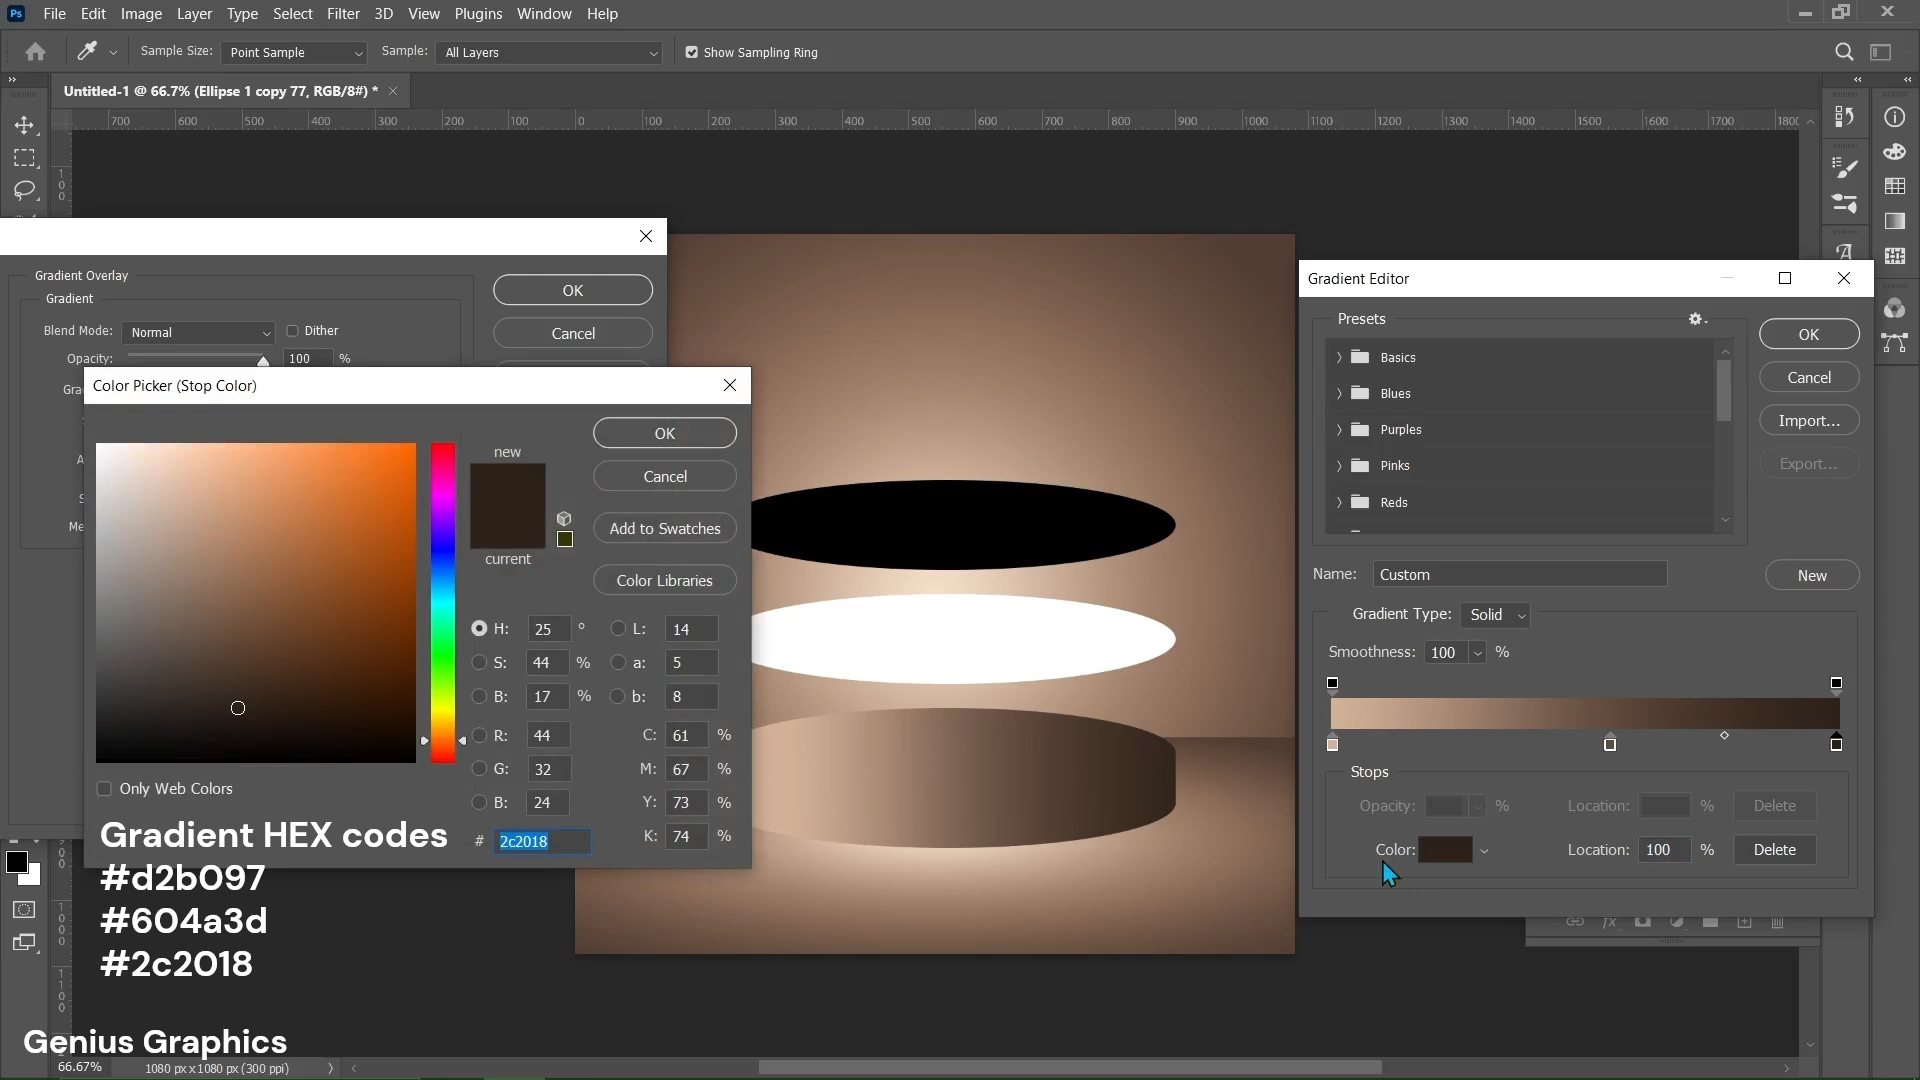 Ps File Edit Image Layer Type Select Filter 3D View Plugins Window Help
Sample Size: Point Sample Sample: All Layers Show Sampling Ring
Untitled-1 @ 66.7% (Ellipse 1 copy 77, RGB/8#) *
700 600 500 400 300 200 100 0 100 200 300 400 500 600 700 800 900 1000 1100 1200 1300 1400 1500 1600 1700 1800
Gradient Overlay
Gradient
Blend Mode: Normal Dither
Opacity: 100 %
OK
Cancel
Color Picker (Stop Color)
new
current
OK
Cancel
Add to Swatches
Color Libraries
H: 25 ° L: 14
S: 44 % a: 5
B: 17 % b: 8
R: 44 C: 61 %
G: 32 M: 67 %
B: 24 Y: 73 %
# 2c2018 K: 74 %
Only Web Colors
Gradient HEX codes
#d2b097
#604a3d
#2c2018
Genius Graphics
66.67% 1080 px x 1080 px (300 ppi)
Gradient Editor
Presets
Basics
Blues
Purples
Pinks
Reds
OK
Cancel
Import...
Export...
Name: Custom New
Gradient Type: Solid
Smoothness: 100 %
Stops
Opacity: % Location: % Delete
Color: Location: 100 % Delete